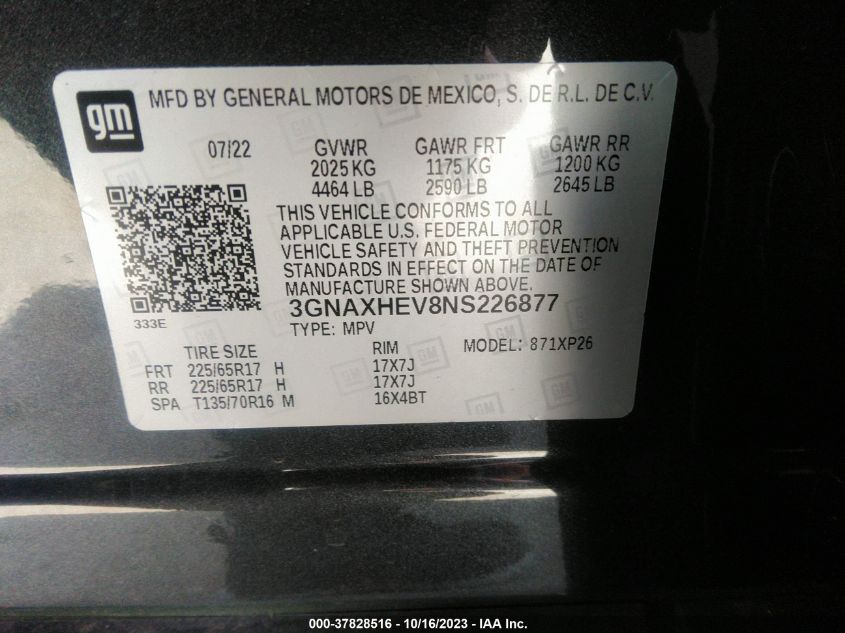 gm
MFD BY GENERAL MOTORS DE MEXICO, S. DE R.L. DE C.V.
07/22 GVWR GAWR FRT GAWR RR
2025 KG 1175 KG 1200 KG
4464 LB 2590 LB 2645 LB
THIS VEHICLE CONFORMS TO ALL
APPLICABLE U.S. FEDERAL MOTOR
VEHICLE SAFETY AND THEFT PREVENTION
STANDARDS IN EFFECT ON THE DATE OF
MANUFACTURE SHOWN ABOVE.
3GNAXHEV8NS226877
333E
TYPE: MPV
TIRE SIZE RIM MODEL: 871XP26
FRT 225/65R17 H 17X7J
RR 225/65R17 H 17X7J
SPA T135/70R16 M 16X4BT
000-37828516 - 10/16/2023 - IAA Inc.